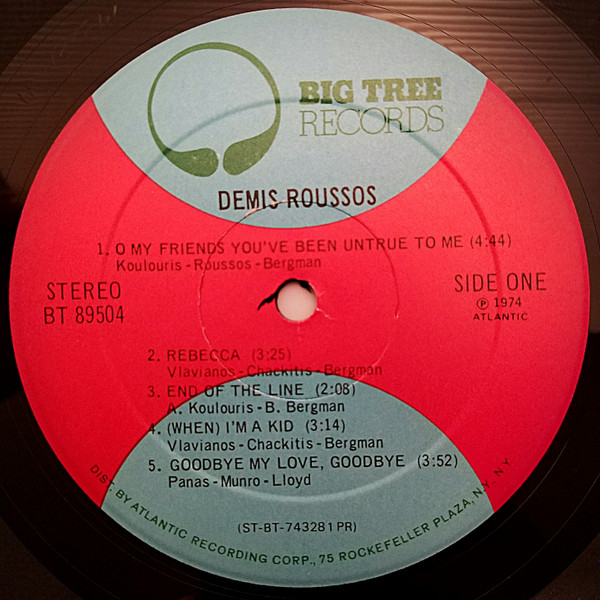 BIG TREE
RECORDS
DEMIS ROUSSOS
1. O MY FRIENDS YOU'VE BEEN UNTRUE TO ME (4:44)
Koulouris - Roussos - Bergman
STEREO
BT 89504
SIDE ONE
℗ 1974
ATLANTIC
2. REBECCA (3:25)
Vlavianos - Chackitis - Bergman
3. END OF THE LINE (2:08)
A. Koulouris - B. Bergman
4. (WHEN) I'M A KID (3:14)
Vlavianos - Chackitis - Bergman
5. GOODBYE MY LOVE, GOODBYE (3:52)
Panas - Munro - Lloyd
(ST-BT-743281 PR)
DIST. BY ATLANTIC RECORDING CORP., 75 ROCKEFELLER PLAZA, N.Y. N.Y.